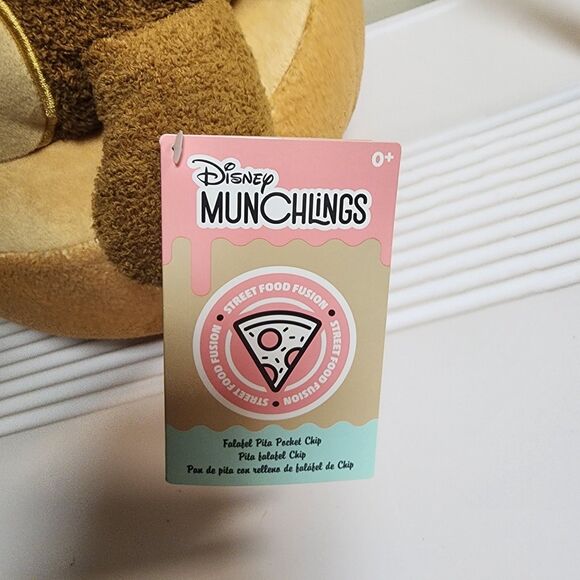 0+
Disney
MUNCHLINGS
STREET FOOD FUSION • STREET FOOD FUSION • STREET FOOD FUSION •
Falafel Pita Pocket Chip
Pita falafel Chip
Pan de pita con relleno de faláfel de Chip